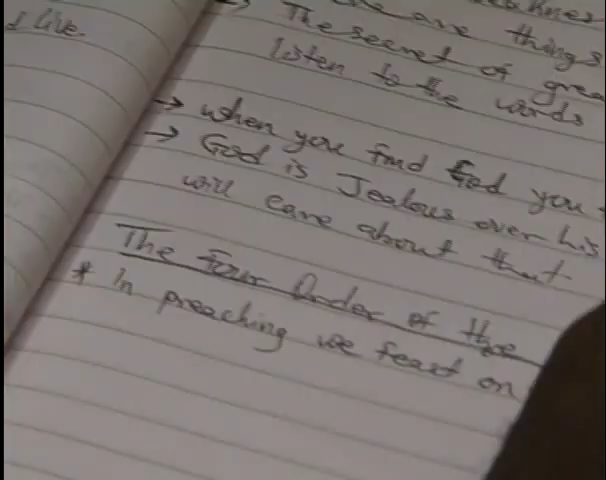 I live.
are things
The secret of grea
listen to the words
→ When you find God you
→ God is Jealous over his
will care about that
The four Order of the
* In preaching we feast on